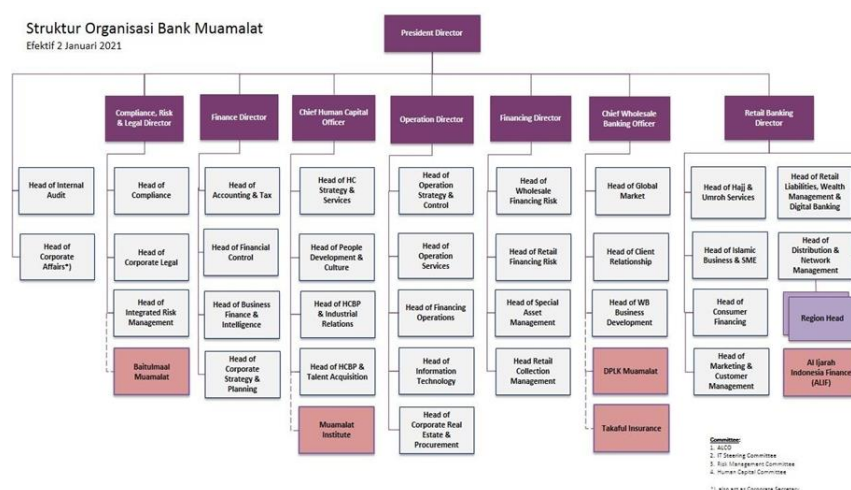 Struktur Organisasi Bank Muamalat
Efektif 2 Januari 2021
President Director
Compliance, Risk
& Legal Director
Finance Director
Chief Human Capital
Officer
Operation Director
Financing Director
Chief Wholesale
Banking Officer
Retail Banking
Director
Head of Internal
Audit
Head of
Corporate
Affairs*)
Head of
Compliance
Head of
Corporate Legal
Head of
Integrated Risk
Management
Baitulmaal
Muamalat
Head of
Accounting & Tax
Head of Financial
Control
Head of Business
Finance &
Intelligence
Head of
Corporate
Strategy &
Planning
Head of HC
Strategy &
Services
Head of People
Development &
Culture
Head of HCBP
& Industrial
Relations
Head of HCBP &
Talent Acquisition
Muamalat
Institute
Head of
Operation
Strategy &
Control
Head of
Operation
Services
Head of Financing
Operations
Head of
Information
Technology
Head of
Corporate Real
Estate &
Procurement
Head of
Wholesale
Financing Risk
Head of Retail
Financing Risk
Head of Special
Asset
Management
Head Retail
Collection
Management
Head of Global
Market
Head of Client
Relationship
Head of WB
Business
Development
DPLK Muamalat
Takaful Insurance
Head of Hajj &
Umroh Services
Head of Islamic
Business & SME
Head of
Consumer
Financing
Head of
Marketing &
Customer
Management
Head of Retail
Liabilities, Wealth
Management &
Digital Banking
Head of
Distribution &
Network
Management
Region Head
Al Ijarah
Indonesia Finance
(ALIF)
Committee:
1. ALCO
2. IT Steering Committee
3. Risk Management Committee
4. Human Capital Committee
*) also act as Corporate Secretary